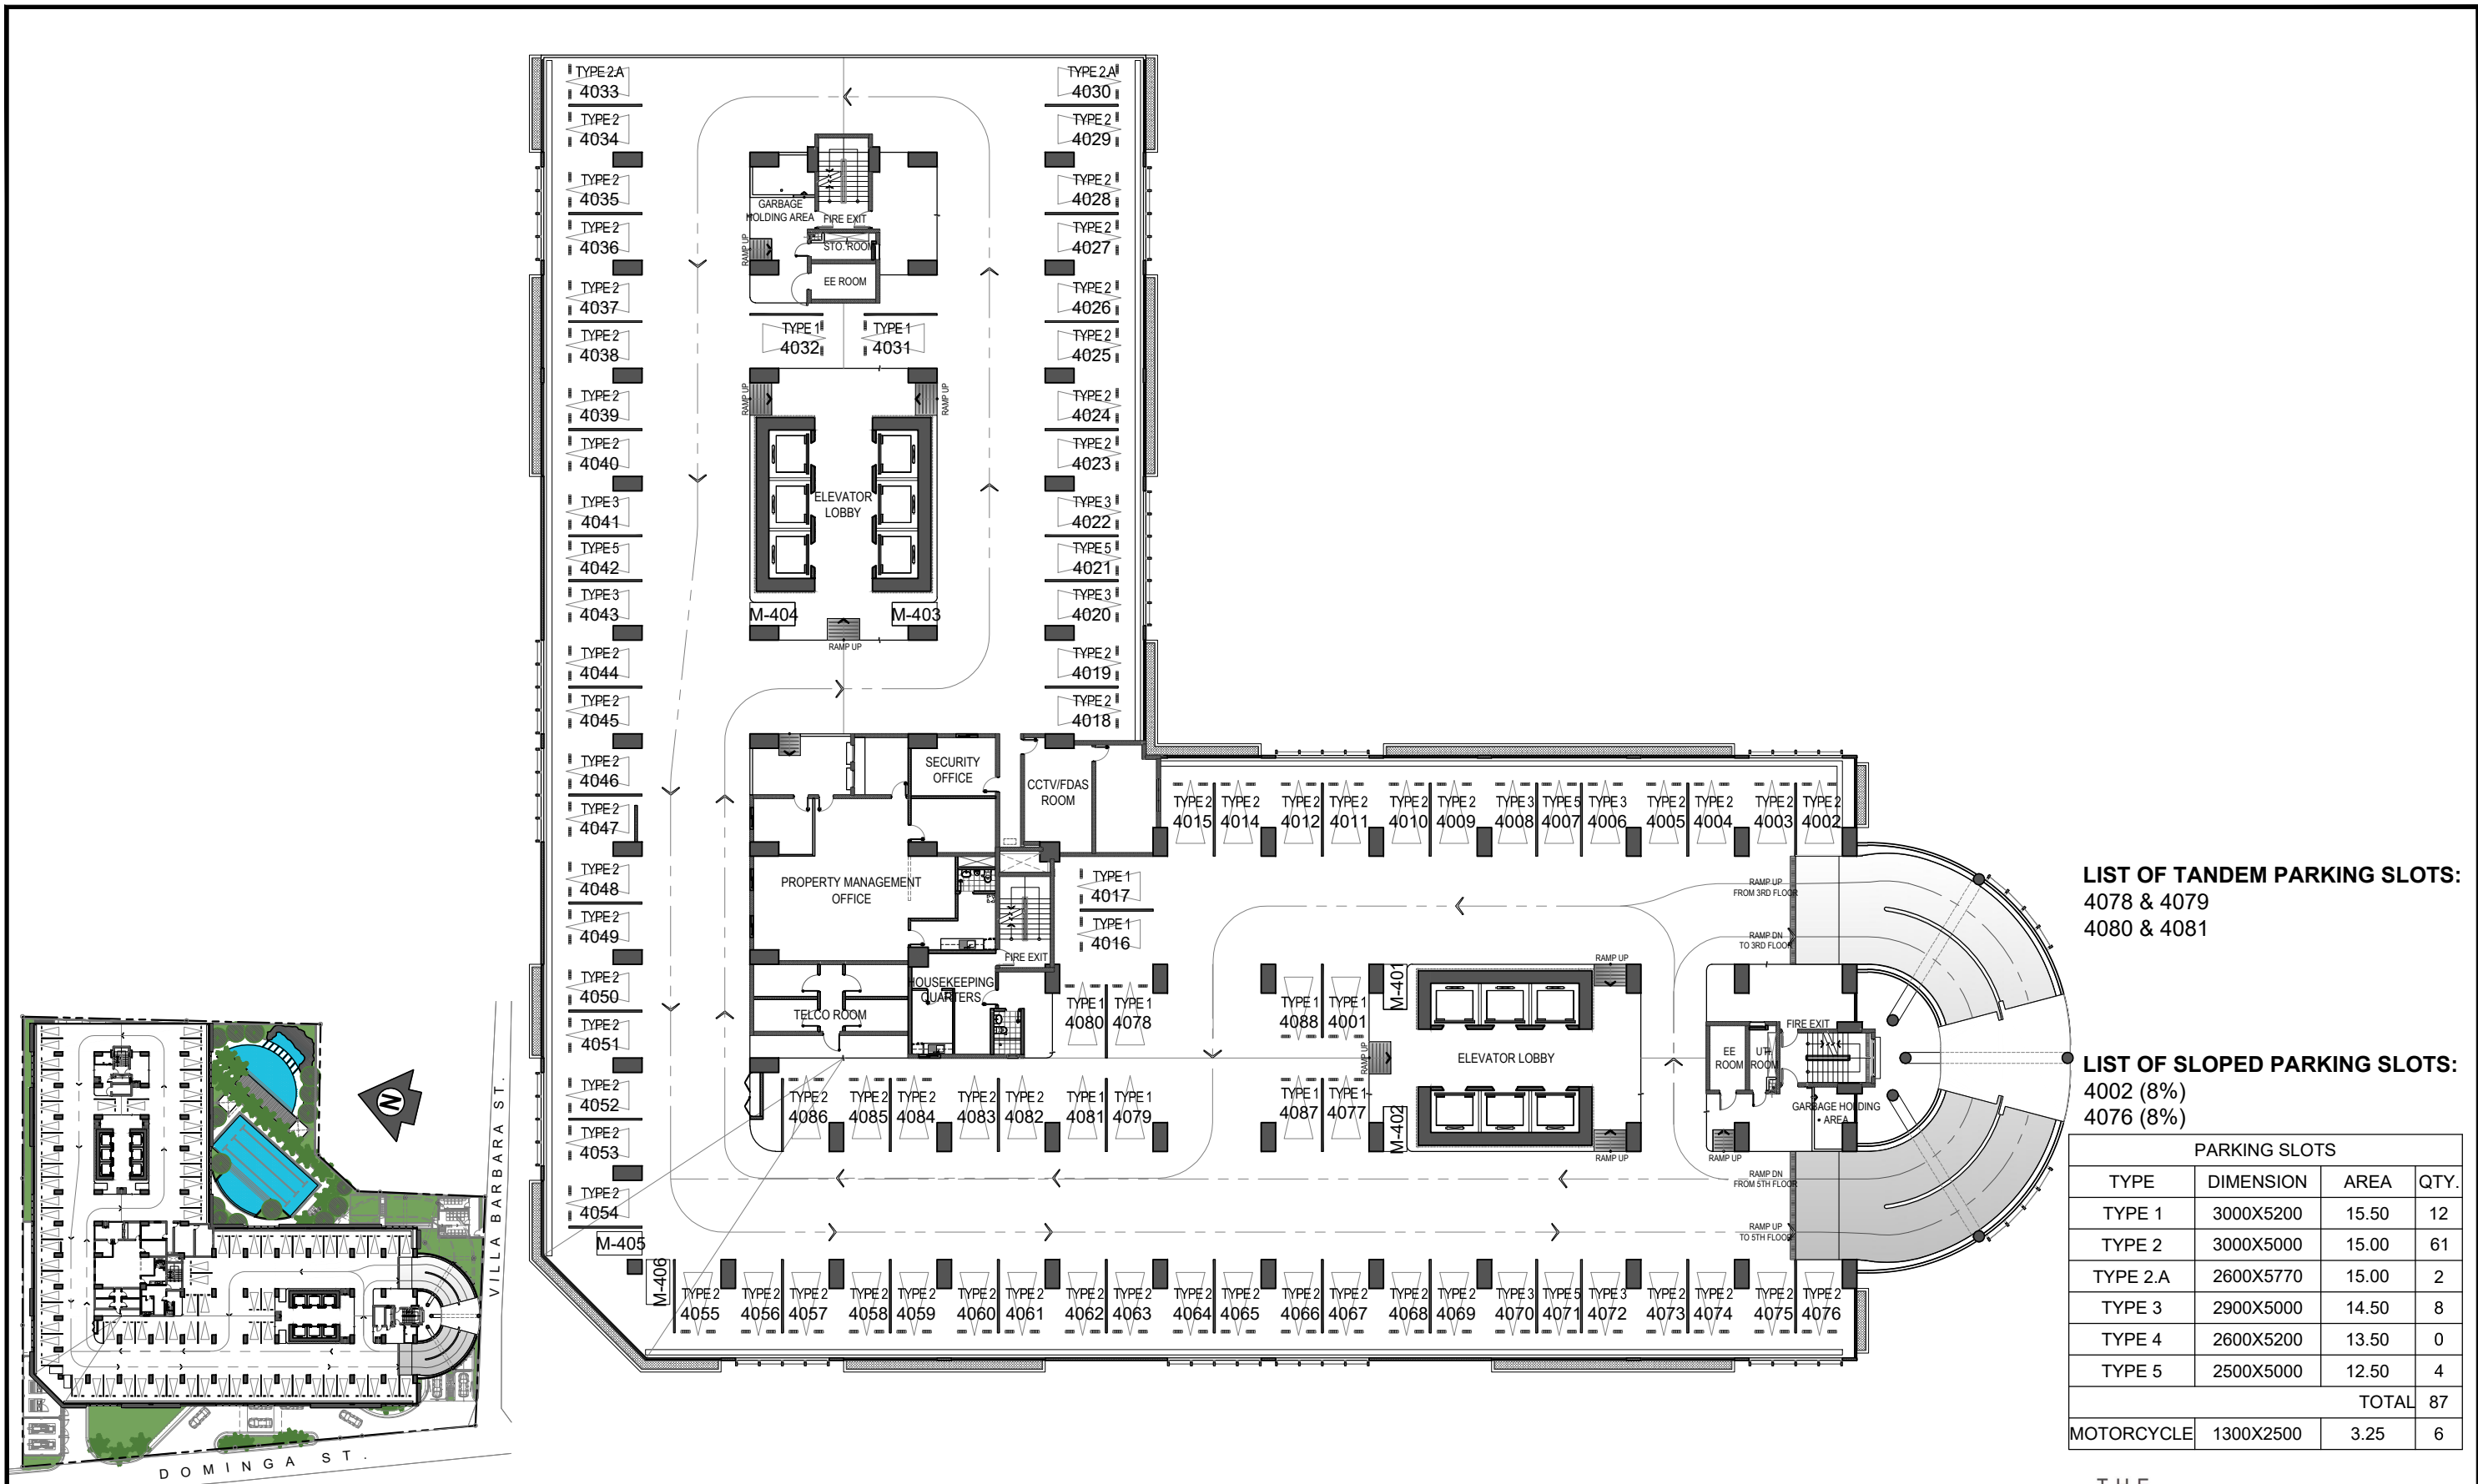 TYPE 2.A
4033
TYPE 2
4034
TYPE 2
4035
TYPE 2
4036
TYPE 2
4037
TYPE 2
4038
TYPE 2
4039
TYPE 2
4040
TYPE 3
4041
TYPE 5
4042
TYPE 3
4043
TYPE 2
4044
TYPE 2
4045
TYPE 2
4046
TYPE 2
4047
TYPE 2
4048
TYPE 2
4049
TYPE 2
4050
TYPE 2
4051
TYPE 2
4052
TYPE 2
4053
TYPE 2
4054
M-405
M-406
TYPE 2.A
4030
TYPE 2
4029
TYPE 2
4028
TYPE 2
4027
TYPE 2
4026
TYPE 2
4025
TYPE 2
4024
TYPE 2
4023
TYPE 3
4022
TYPE 5
4021
TYPE 3
4020
TYPE 2
4019
TYPE 2
4018
GARBAGE
HOLDING AREA
FIRE EXIT
RAMP UP
STO. ROOM
EE ROOM
TYPE 1
4032
TYPE 1
4031
RAMP UP
RAMP UP
ELEVATOR
LOBBY
M-404
M-403
RAMP UP
SECURITY
OFFICE
CCTV/FDAS
ROOM
PROPERTY MANAGEMENT
OFFICE
FIRE EXIT
HOUSEKEEPING
QUARTERS
TELCO ROOM
TYPE 2
4015
TYPE 2
4014
TYPE 2
4012
TYPE 2
4011
TYPE 2
4010
TYPE 2
4009
TYPE 3
4008
TYPE 5
4007
TYPE 3
4006
TYPE 2
4005
TYPE 2
4004
TYPE 2
4003
TYPE 2
4002
TYPE 1
4017
TYPE 1
4016
RAMP UP
FROM 3RD FLOOR
RAMP DN
TO 3RD FLOOR
TYPE 1
4080
TYPE 1
4078
TYPE 1
4088
TYPE 1
4001
M-401
RAMP UP
RAMP UP
ELEVATOR LOBBY
M-402
RAMP UP
EE
ROOM
UTI.
ROOM
FIRE EXIT
GARBAGE HOLDING
AREA
RAMP UP
TYPE 2
4086
TYPE 2
4085
TYPE 2
4084
TYPE 2
4083
TYPE 2
4082
TYPE 1
4081
TYPE 1
4079
TYPE 1
4087
TYPE 1
4077
RAMP DN
FROM 5TH FLOOR
RAMP UP
TO 5TH FLOOR
TYPE 2
4055
TYPE 2
4056
TYPE 2
4057
TYPE 2
4058
TYPE 2
4059
TYPE 2
4060
TYPE 2
4061
TYPE 2
4062
TYPE 2
4063
TYPE 2
4064
TYPE 2
4065
TYPE 2
4066
TYPE 2
4067
TYPE 2
4068
TYPE 2
4069
TYPE 3
4070
TYPE 5
4071
TYPE 3
4072
TYPE 2
4073
TYPE 2
4074
TYPE 2
4075
TYPE 2
4076
N
VILLA BARBARA ST.
DOMINGA ST.
LIST OF TANDEM PARKING SLOTS:
4078 & 4079
4080 & 4081
LIST OF SLOPED PARKING SLOTS:
4002 (8%)
4076 (8%)
PARKING SLOTS
TYPE DIMENSION AREA QTY.
TYPE 1 3000X5200 15.50 12
TYPE 2 3000X5000 15.00 61
TYPE 2.A 2600X5770 15.00 2
TYPE 3 2900X5000 14.50 8
TYPE 4 2600X5200 13.50 0
TYPE 5 2500X5000 12.50 4
TOTAL 87
MOTORCYCLE 1300X2500 3.25 6